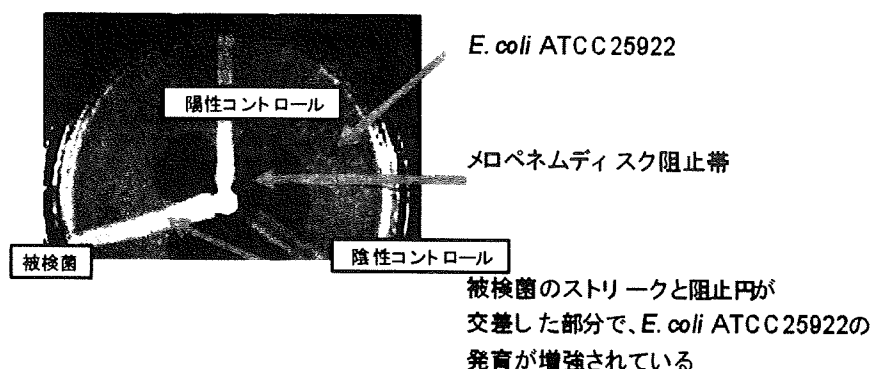 E. coli ATCC25922
陽性コントロール
メロペネムディスク阻止帯
被検菌
陰性コントロール
被検菌のストリークと阻止円が
交差した部分で、E. coli ATCC25922の
発育が増強されている